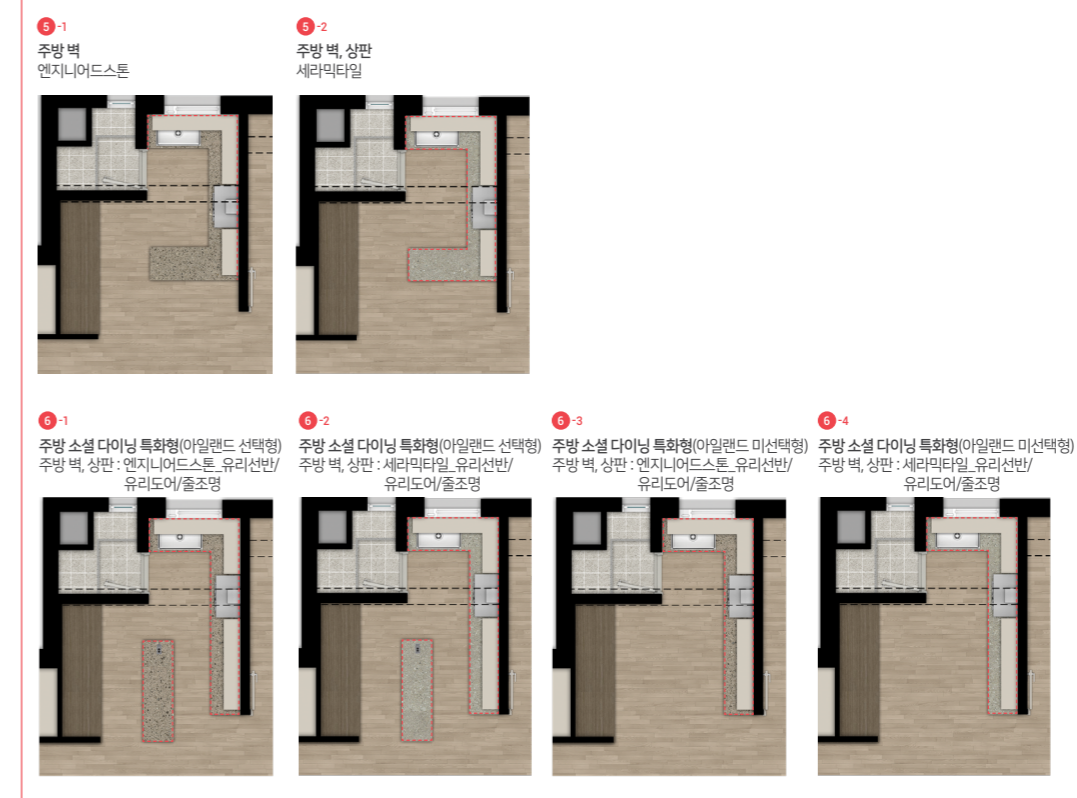 5-1
주방 벽
엔지니어드스톤
5-2
주방 벽, 상판
세라믹타일
6-1
주방 소셜 다이닝 특화형(아일랜드 선택형)
주방 벽, 상판 : 엔지니어드스톤_유리선반/
유리도어/줄조명
6-2
주방 소셜 다이닝 특화형(아일랜드 선택형)
주방 벽, 상판 : 세라믹타일_유리선반/
유리도어/줄조명
6-3
주방 소셜 다이닝 특화형(아일랜드 미선택형)
주방 벽, 상판 : 엔지니어드스톤_유리선반/
유리도어/줄조명
6-4
주방 소셜 다이닝 특화형(아일랜드 미선택형)
주방 벽, 상판 : 세라믹타일_유리선반/
유리도어/줄조명